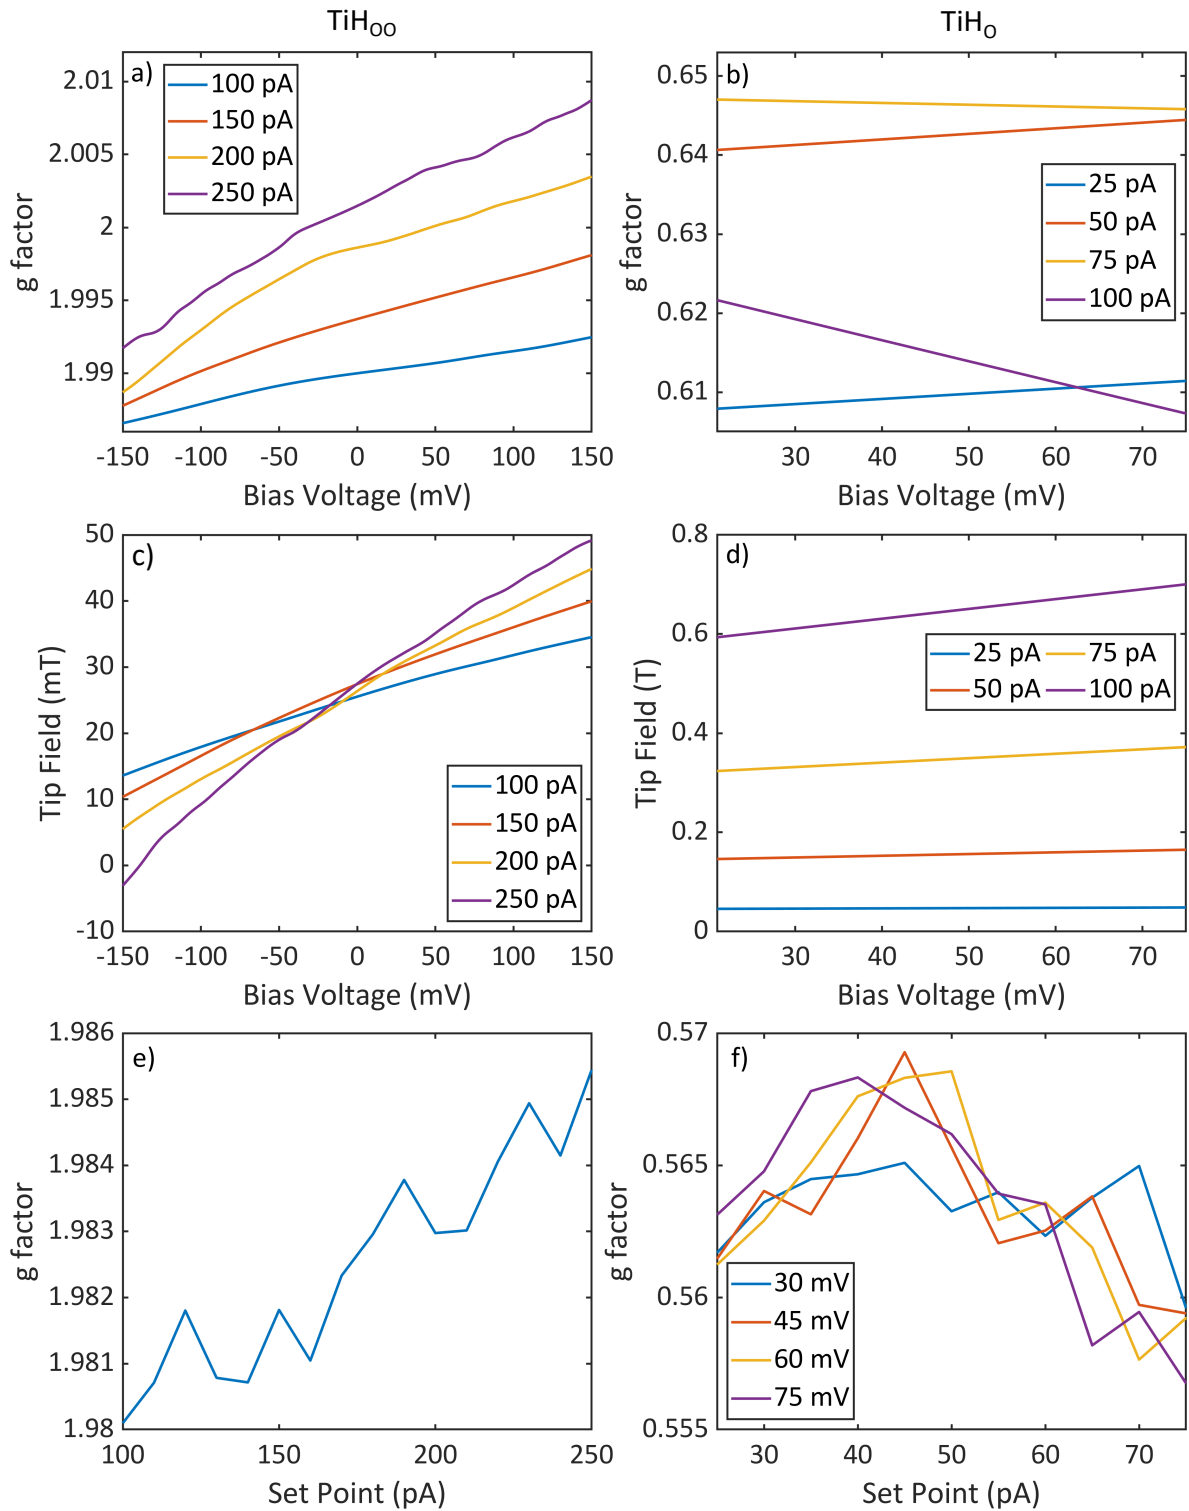 TiH_OO
TiH_O
a)
100 pA
150 pA
200 pA
250 pA
2.01
2.005
2
1.995
1.99
g factor
-150 -100 -50 0 50 100 150
Bias Voltage (mV)
b)
25 pA
50 pA
75 pA
100 pA
0.65
0.64
0.63
0.62
0.61
g factor
30 40 50 60 70
Bias Voltage (mV)
c)
100 pA
150 pA
200 pA
250 pA
50
40
30
20
10
0
-10
Tip Field (mT)
-150 -100 -50 0 50 100 150
Bias Voltage (mV)
d)
25 pA 75 pA
50 pA 100 pA
0.8
0.6
0.4
0.2
0
Tip Field (T)
30 40 50 60 70
Bias Voltage (mV)
e)
1.986
1.985
1.984
1.983
1.982
1.981
1.98
g factor
100 150 200 250
Set Point (pA)
f)
30 mV
45 mV
60 mV
75 mV
0.57
0.565
0.56
0.555
g factor
30 40 50 60 70
Set Point (pA)